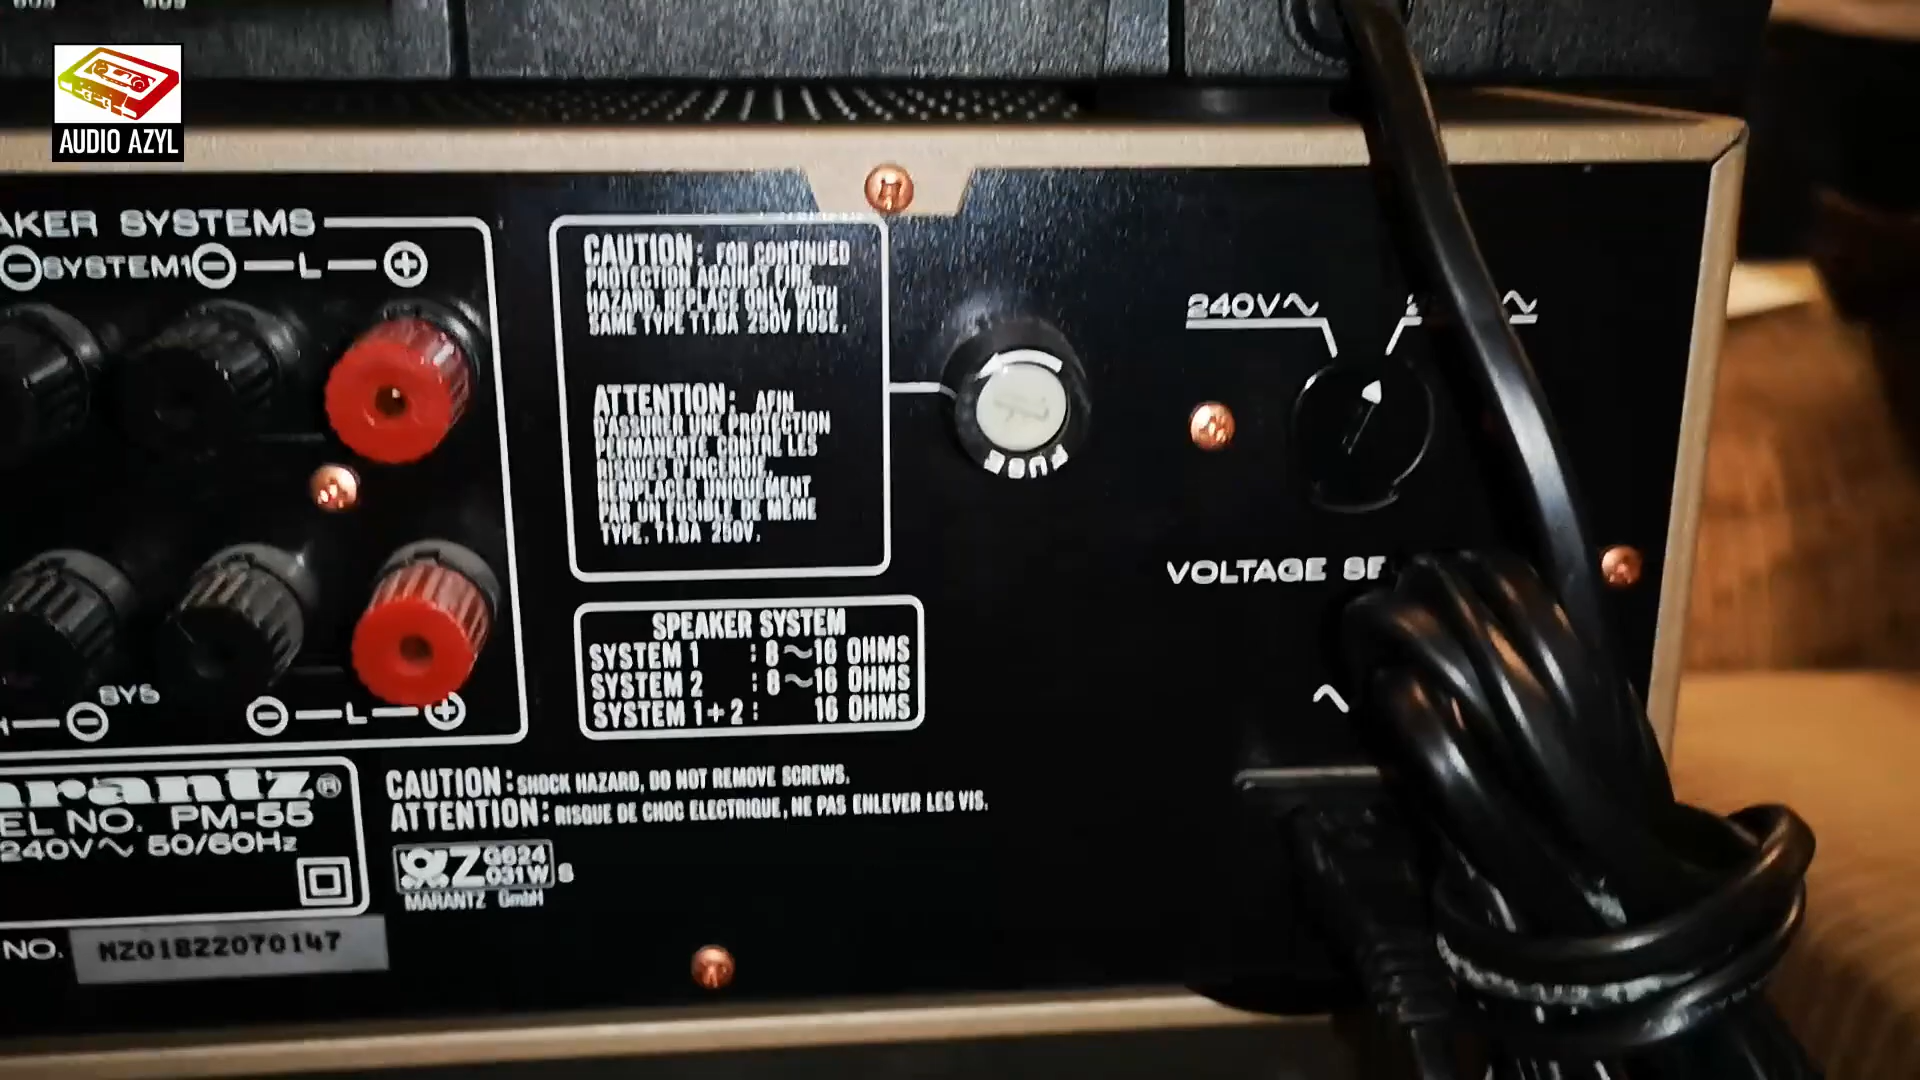 AUDIO AZYL
AKER SYSTEMS
SYSTEM1 L
CAUTION: FOR CONTINUED
PROTECTION AGAINST FIRE
HAZARD, REPLACE ONLY WITH
SAME TYPE T1.6A 250V FUSE.
ATTENTION: AFIN
D'ASSURER UNE PROTECTION
PERMANENTE CONTRE LES
RISQUES D'INCENDIE,
REMPLACER UNIQUEMENT
PAR UN FUSIBLE DE MEME
TYPE. T1.6A 250V.
FUSE
240V~
VOLTAGE SE
SPEAKER SYSTEM
SYSTEM 1 : 8~16 OHMS
SYSTEM 2 : 8~16 OHMS
SYSTEM 1+2 : 16 OHMS
SYS
L
marantz®
EL NO. PM-55
240V~ 50/60Hz
CAUTION: SHOCK HAZARD, DO NOT REMOVE SCREWS.
ATTENTION: RISQUE DE CHOC ELECTRIQUE, NE PAS ENLEVER LES VIS.
Z G624
031W S
MARANTZ GmbH
NO. MZ01822070147